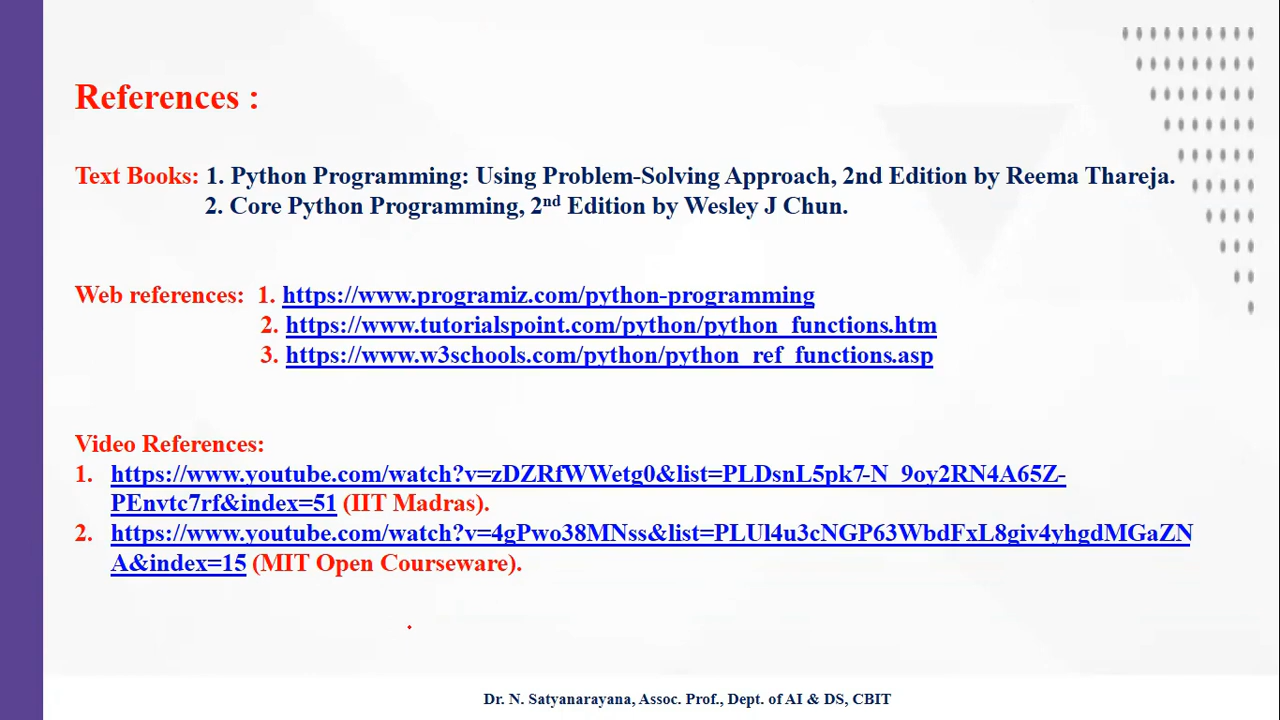 References :
Text Books: 1. Python Programming: Using Problem-Solving Approach, 2nd Edition by Reema Thareja.
2. Core Python Programming, 2nd Edition by Wesley J Chun.
Web references: 1. https://www.programiz.com/python-programming
2. https://www.tutorialspoint.com/python/python_functions.htm
3. https://www.w3schools.com/python/python_ref_functions.asp
Video References:
1. https://www.youtube.com/watch?v=zDZRfWWetg0&list=PLDsnL5pk7-N_9oy2RN4A65Z-
PEnvtc7rf&index=51 (IIT Madras).
2. https://www.youtube.com/watch?v=4gPwo38MNss&list=PLUl4u3cNGP63WbdFxL8giv4yhgdMGaZN
A&index=15 (MIT Open Courseware).
Dr. N. Satyanarayana, Assoc. Prof., Dept. of AI & DS, CBIT